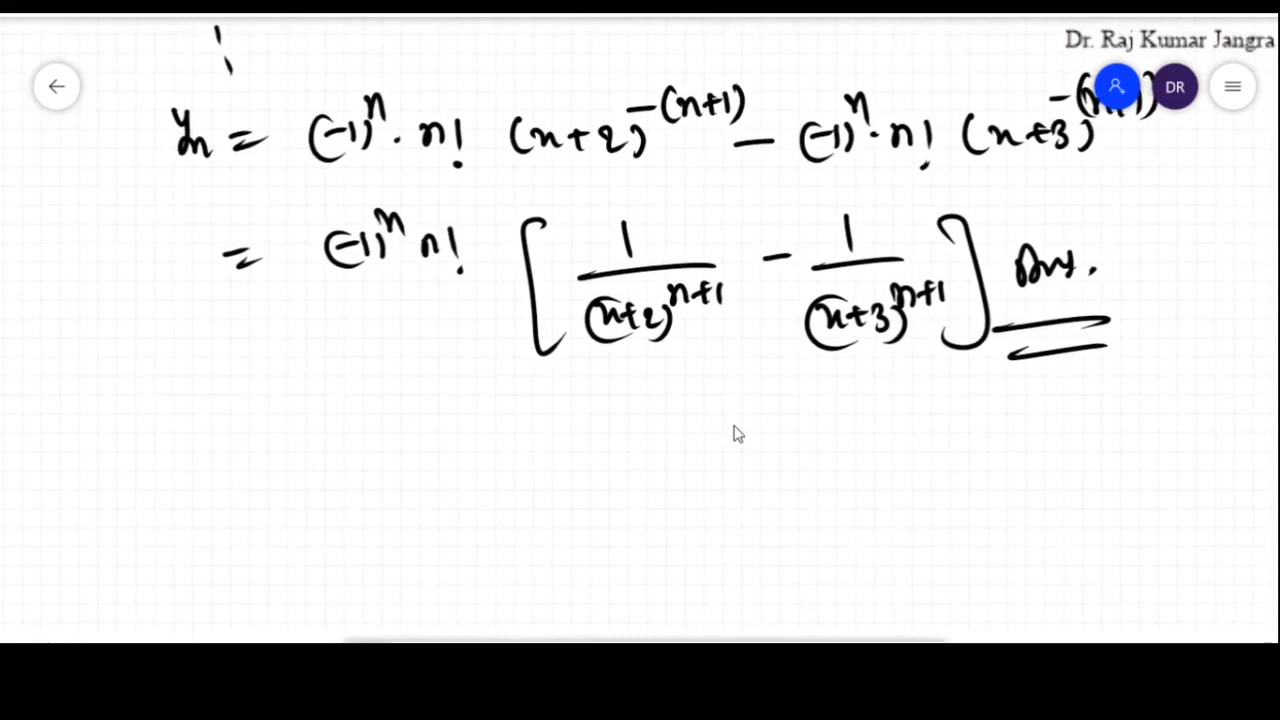 Dr. Raj Kumar Jangra
DR
yₙ = (-1)ⁿ · n! (x+2)^{-(n+1)} - (-1)ⁿ · n! (x+3)^{-(n+1)}
= (-1)ⁿ n! [ 1/(x+2)^{n+1} - 1/(x+3)^{n+1} ] Ans.